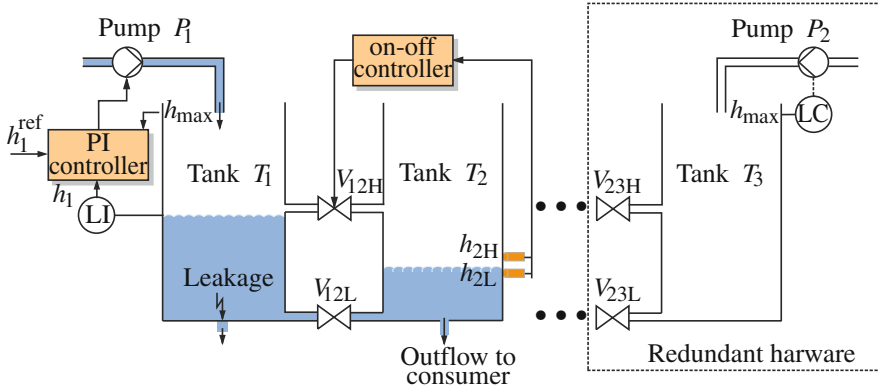 Pump P₁
on-off
controller
Pump P₂
h₁ʳᵉᶠ
PI
controller
hₘₐₓ
hₘₐₓ
LC
Tank T₁
V₁₂H
Tank T₂
V₂₃H
Tank T₃
h₁
LI
h₂H
h₂L
Leakage
V₁₂L
V₂₃L
Outflow to
consumer
Redundant harware